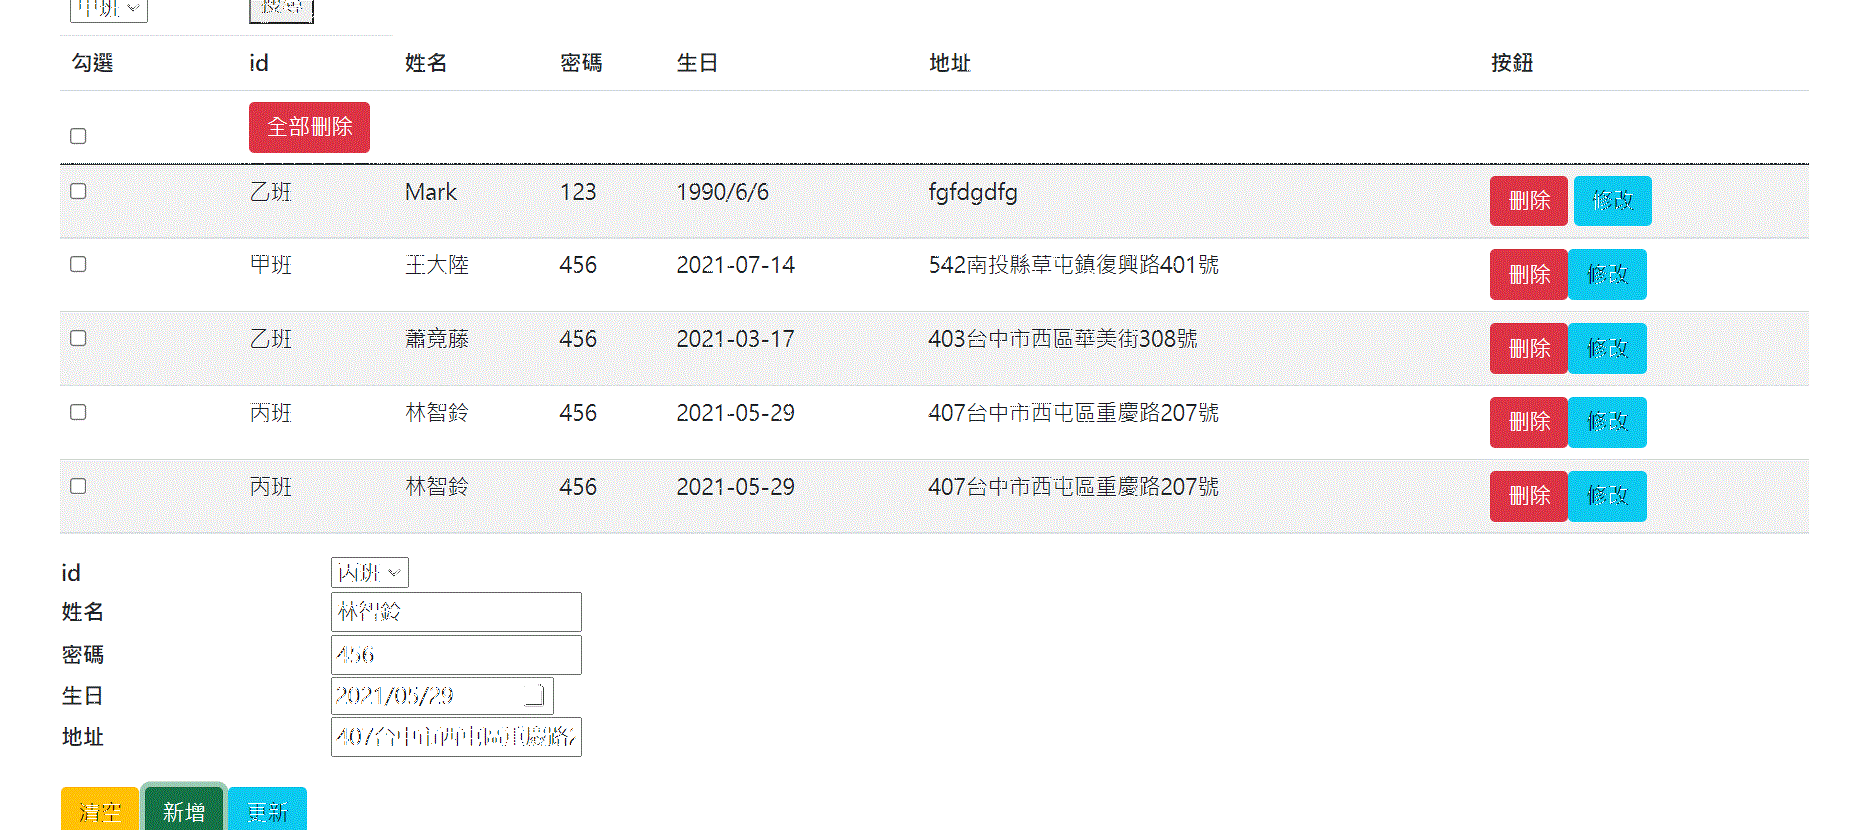 甲班 搜尋
勾選 id 姓名 密碼 生日 地址 按鈕
全部刪除
乙班 Mark 123 1990/6/6 fgfdgdfg 刪除 修改
甲班 王大陸 456 2021-07-14 542南投縣草屯鎮復興路401號 刪除 修改
乙班 蕭竟藤 456 2021-03-17 403台中市西區華美街308號 刪除 修改
丙班 林智鈴 456 2021-05-29 407台中市西屯區重慶路207號 刪除 修改
丙班 林智鈴 456 2021-05-29 407台中市西屯區重慶路207號 刪除 修改
id 丙班
姓名 林智鈴
密碼 456
生日 2021/05/29
地址 407台中市西屯區重慶路2
清空 新增 更新